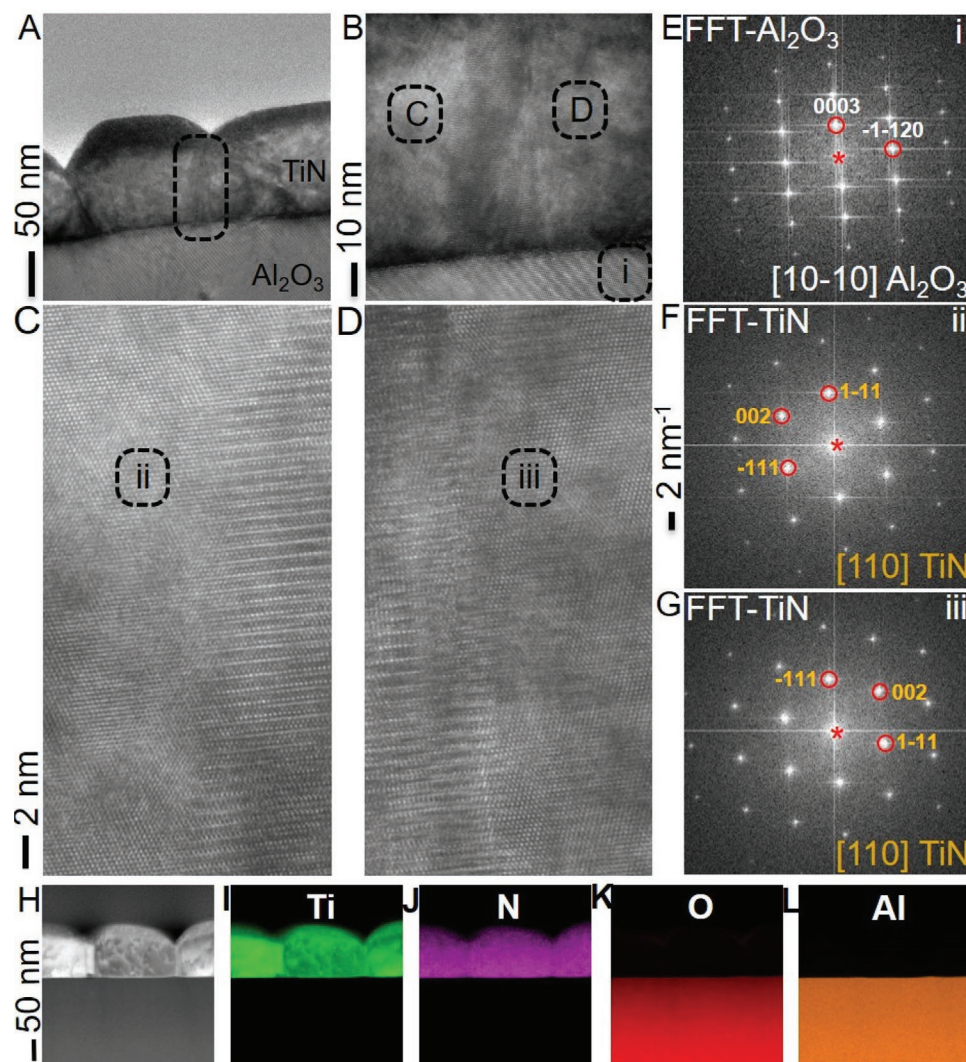 A
TiN
Al₂O₃
50 nm
B
C
D
i
10 nm
E
FFT-Al₂O₃
i
0003
-1-120
*
[10-10] Al₂O₃
C
ii
2 nm
D
iii
F
FFT-TiN
ii
1-11
002
*
-111
2 nm⁻¹
[110] TiN
G
FFT-TiN
iii
-111
002
*
1-11
[110] TiN
H
50 nm
I
Ti
J
N
K
O
L
Al